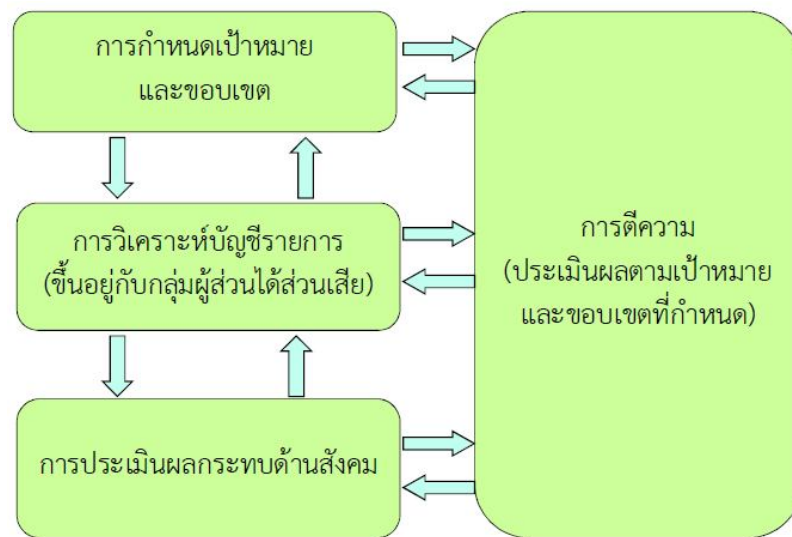 การกำหนดเป้าหมาย
และขอบเขต
การวิเคราะห์บัญชีรายการ
(ขึ้นอยู่กับกลุ่มผู้ส่วนได้ส่วนเสีย)
การประเมินผลกระทบด้านสังคม
การตีความ
(ประเมินผลตามเป้าหมาย
และขอบเขตที่กำหนด)